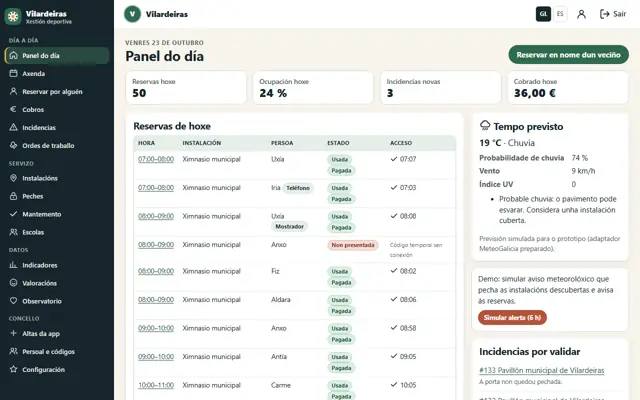 Vilardeiras
Xestión deportiva
DÍA A DÍA
Panel do día
Axenda
Reservar por alguén
Cobros
Incidencias
Ordes de traballo
SERVIZO
Instalacións
Peches
Mantemento
Escolas
DATOS
Indicadores
Valoracións
Observatorio
CONCELLO
Altas da app
Persoal e códigos
Configuración
V Vilardeiras
GL ES Sair
VENRES 23 DE OUTUBRO
Panel do día
Reservar en nome dun veciño
Reservas hoxe
50
Ocupación hoxe
24 %
Incidencias novas
3
Cobrado hoxe
36,00 €
Reservas de hoxe
HORA INSTALACIÓN PERSOA ESTADO ACCESO
07:00–08:00 Ximnasio municipal Uxía Usada Pagada 07:07
07:00–08:00 Ximnasio municipal Iria Teléfono Usada Pagada 07:03
08:00–09:00 Ximnasio municipal Uxía Mostrador Usada Pagada 08:08
08:00–09:00 Ximnasio municipal Anxo Non presentada Código temporal sen conexión
08:00–09:00 Ximnasio municipal Fiz Usada Pagada 08:02
08:00–09:00 Ximnasio municipal Aldara Usada Pagada 08:06
09:00–10:00 Ximnasio municipal Anxo Usada Pagada 08:58
09:00–10:00 Ximnasio municipal Antía Usada Pagada 09:05
10:00–11:00 Ximnasio municipal Carme Usada Pagada 10:05
Tempo previsto
19 °C · Chuvia
Probabilidade de chuvia 74 %
Vento 9 km/h
Índice UV 0
• Probable chuvia: o pavimento pode
esvarar. Considera unha instalación
cuberta.
Previsión simulada para o prototipo (adaptador
MeteoGalicia preparado).
Demo: simular aviso meteorolóxico que
pecha as instalacións descubertas e avisa
ás reservas.
Simular alerta (6 h)
Incidencias por validar
#133 Pavillón municipal de Vilardeiras
A porta non quedou pechada.